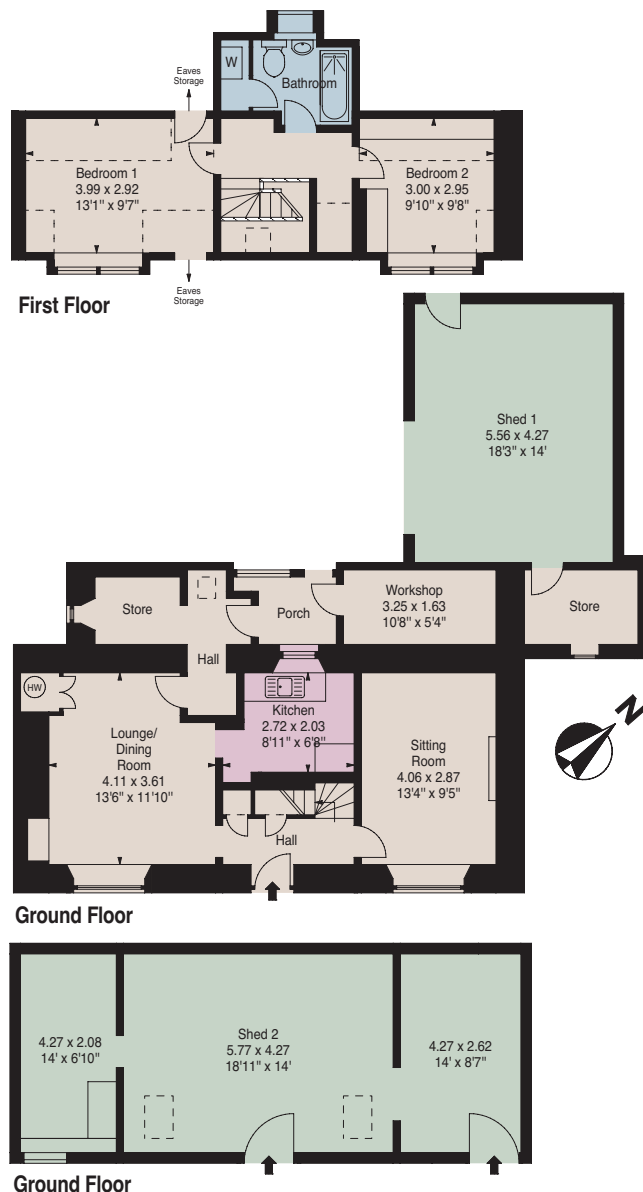 Eaves
Storage
W
Bathroom
Bedroom 1
3.99 x 2.92
13'1" x 9'7"
Bedroom 2
3.00 x 2.95
9'10" x 9'8"
Eaves
Storage
First Floor
Shed 1
5.56 x 4.27
18'3" x 14'
Store
Porch
Workshop
3.25 x 1.63
10'8" x 5'4"
Store
Hall
HW
Lounge/
Dining
Room
4.11 x 3.61
13'6" x 11'10"
Kitchen
2.72 x 2.03
8'11" x 6'8"
Sitting
Room
4.06 x 2.87
13'4" x 9'5"
N
Hall
Ground Floor
4.27 x 2.08
14' x 6'10"
Shed 2
5.77 x 4.27
18'11" x 14'
4.27 x 2.62
14' x 8'7"
Ground Floor